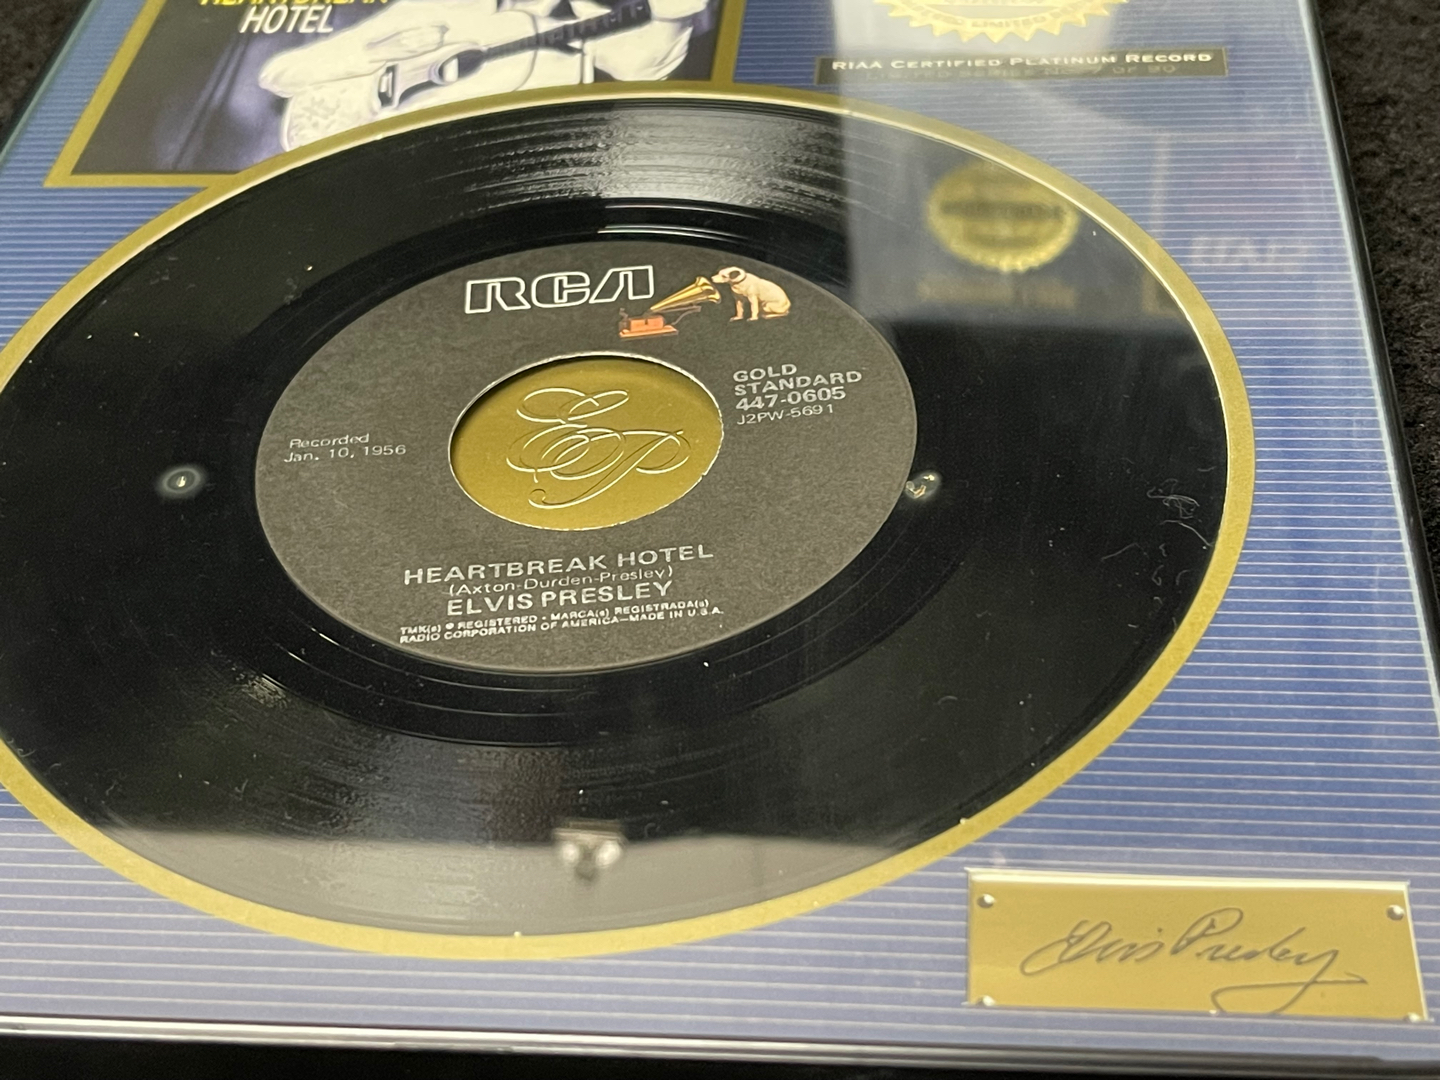 HEARTBREAK
HOTEL
RIAA CERTIFIED PLATINUM RECORD
RCA
GOLD
STANDARD
447-0605
J2PW-5691
Recorded
Jan. 10, 1956
EP
HEARTBREAK HOTEL
(Axton-Durden-Presley)
ELVIS PRESLEY
TMK(s) ® REGISTERED • MARCA(s) REGISTRADA(s)
RADIO CORPORATION OF AMERICA—MADE IN U.S.A.
Elvis Presley